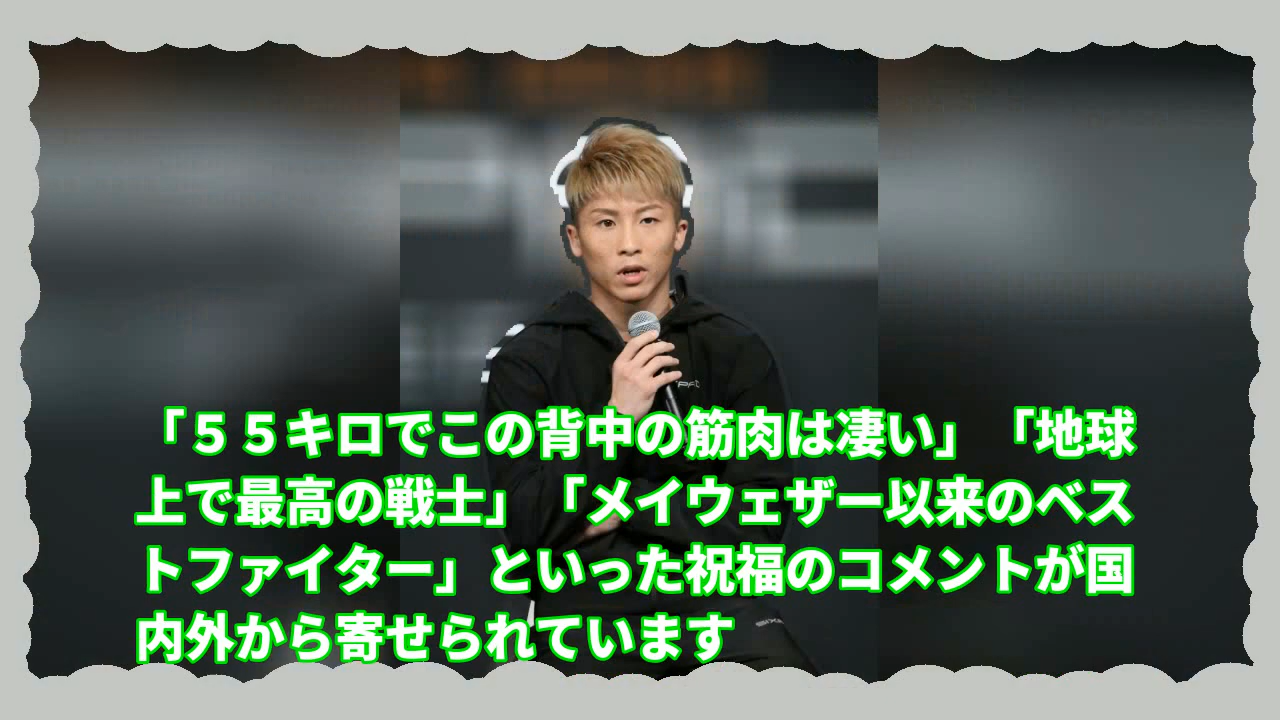 「５５キロでこの背中の筋肉は凄い」「地球
上で最高の戦士」「メイウェザー以来のベス
トファイター」といった祝福のコメントが国
内外から寄せられています